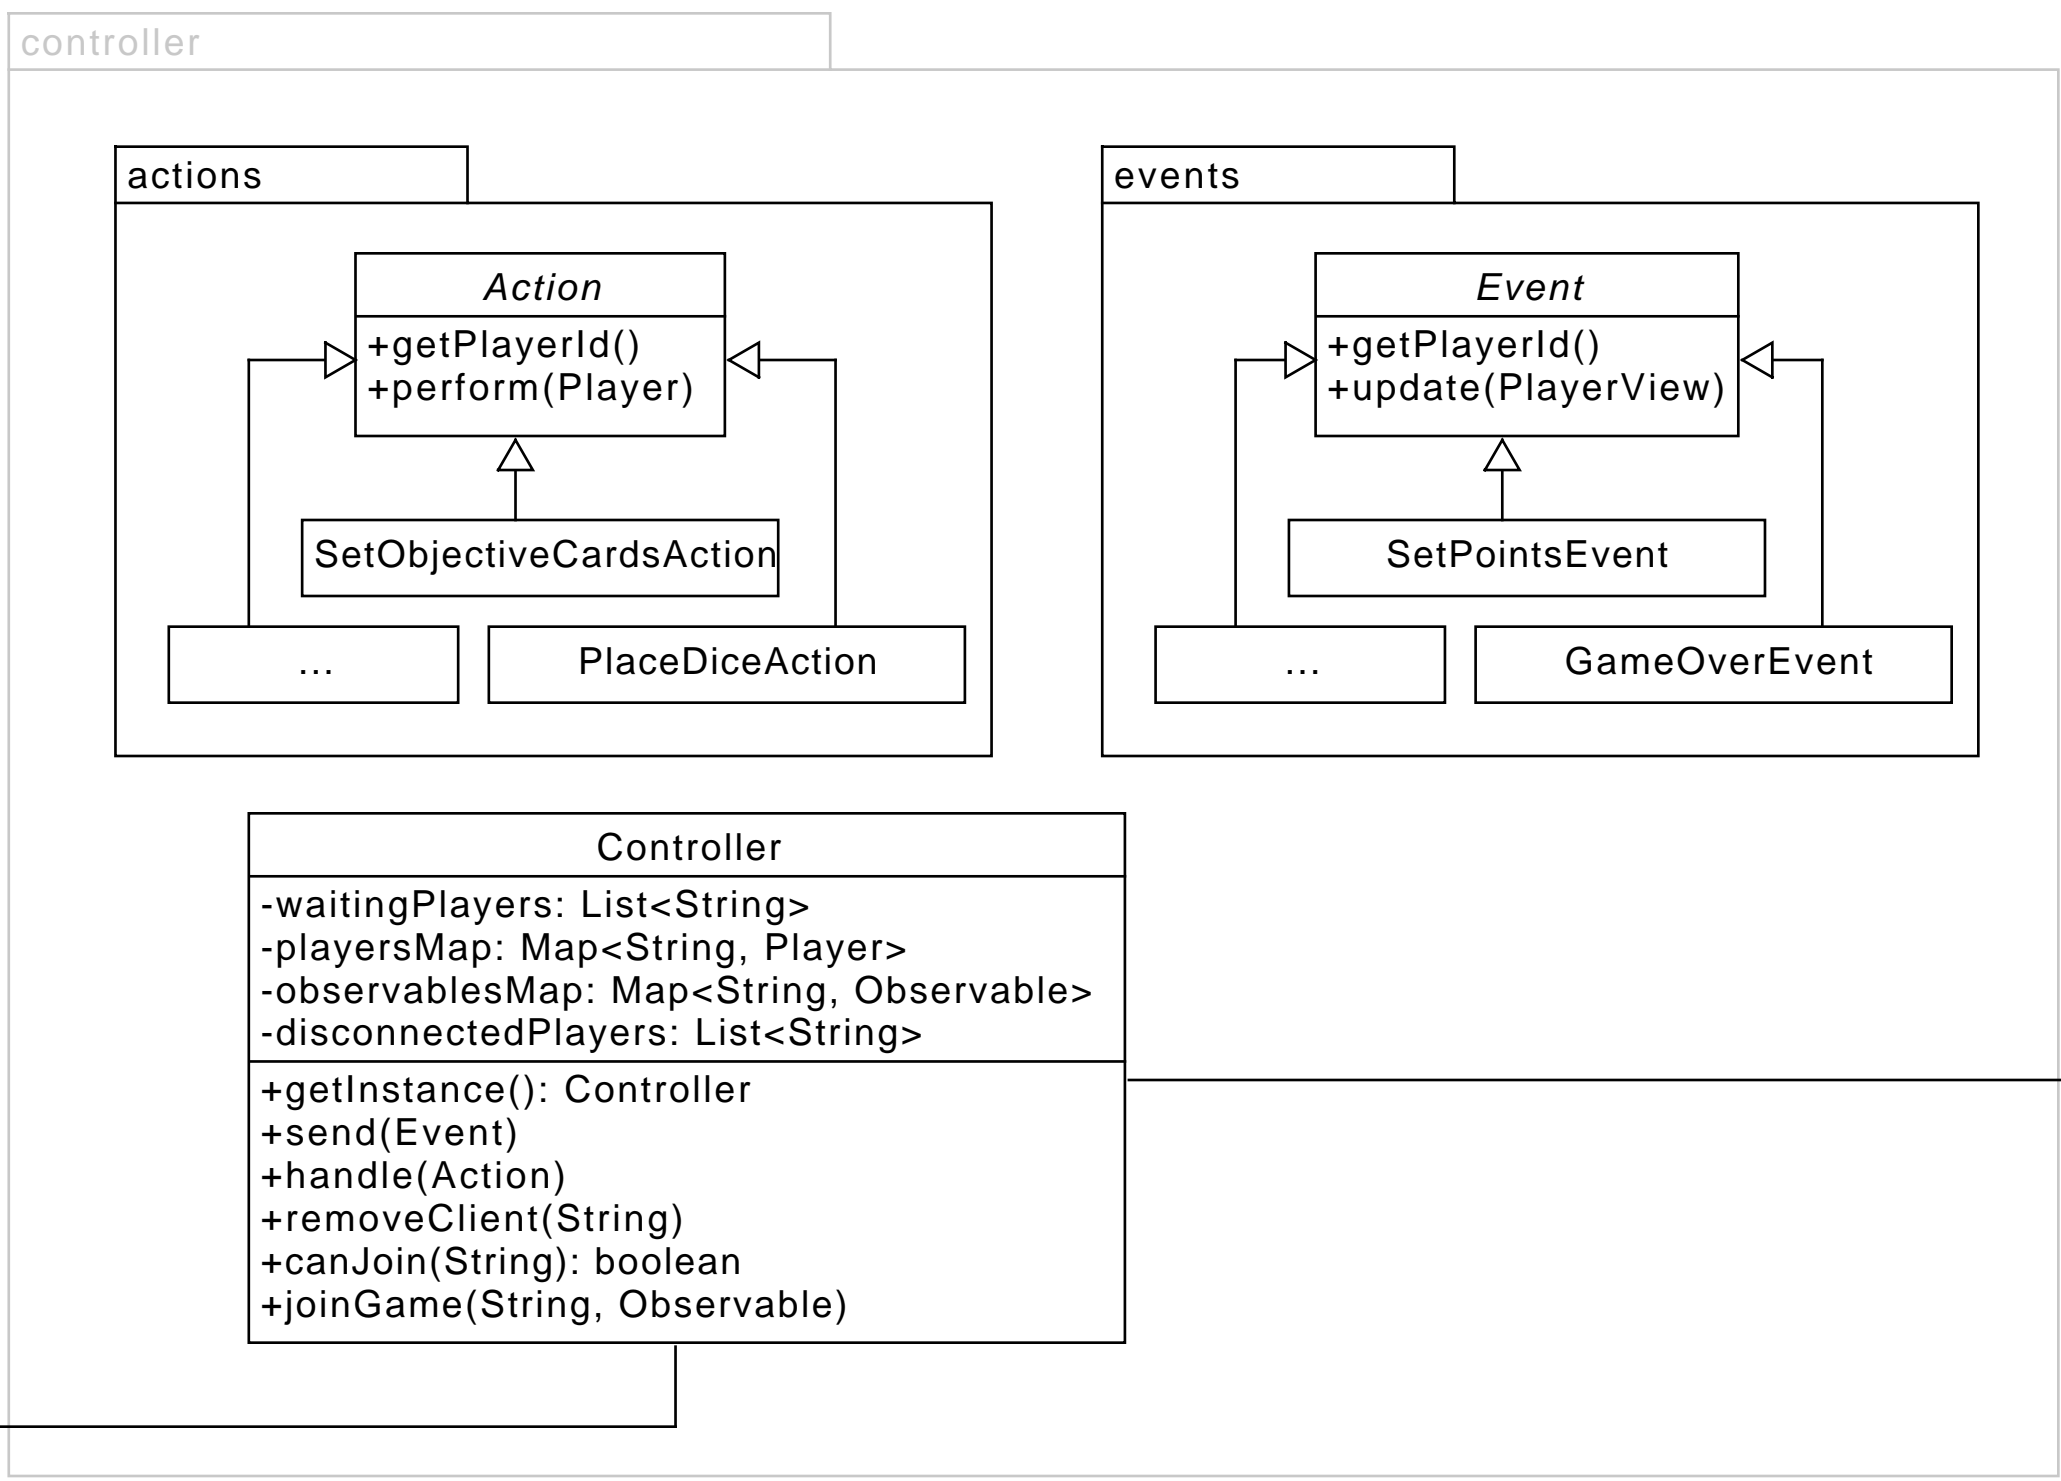 controller
actions
Action
+getPlayerId()
+perform(Player)
SetObjectiveCardsAction
...
PlaceDiceAction
events
Event
+getPlayerId()
+update(PlayerView)
SetPointsEvent
...
GameOverEvent
Controller
-waitingPlayers: List<String>
-playersMap: Map<String, Player>
-observablesMap: Map<String, Observable>
-disconnectedPlayers: List<String>
+getInstance(): Controller
+send(Event)
+handle(Action)
+removeClient(String)
+canJoin(String): boolean
+joinGame(String, Observable)